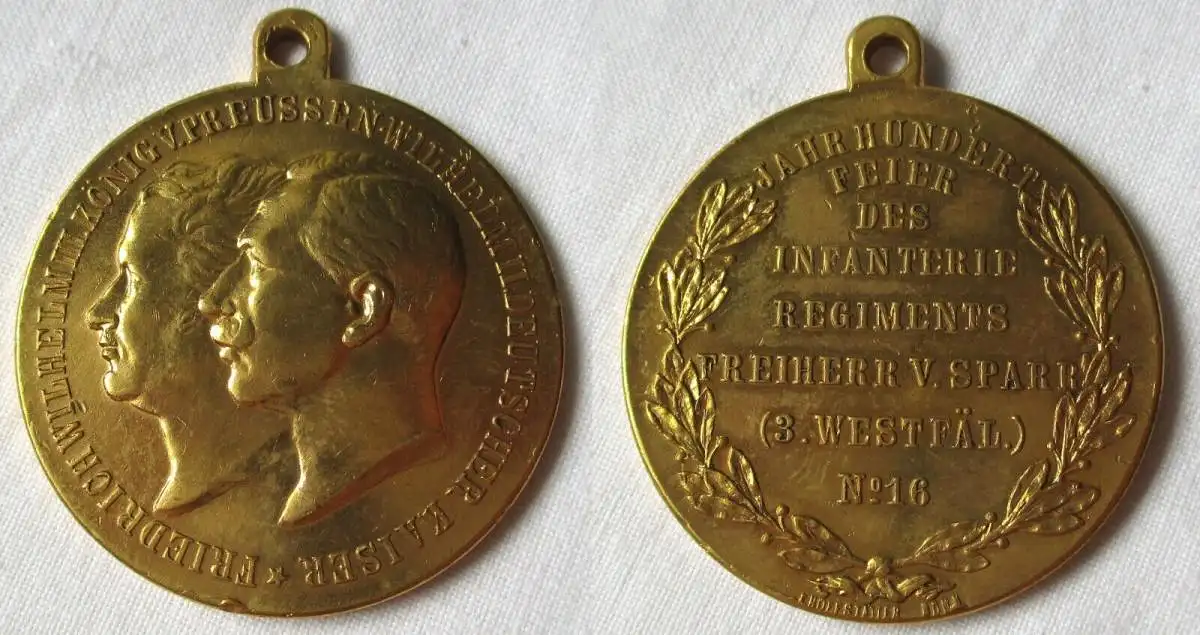 FRIEDRICH WILHELM III. KÖNIG V. PREUSSEN · WILHELM II. DEUTSCHER KAISER ★
JAHRHUNDERT
FEIER
DES
INFANTERIE
REGIMENTS
FREIHERR V. SPARR
(3. WESTFÄL.)
No 16